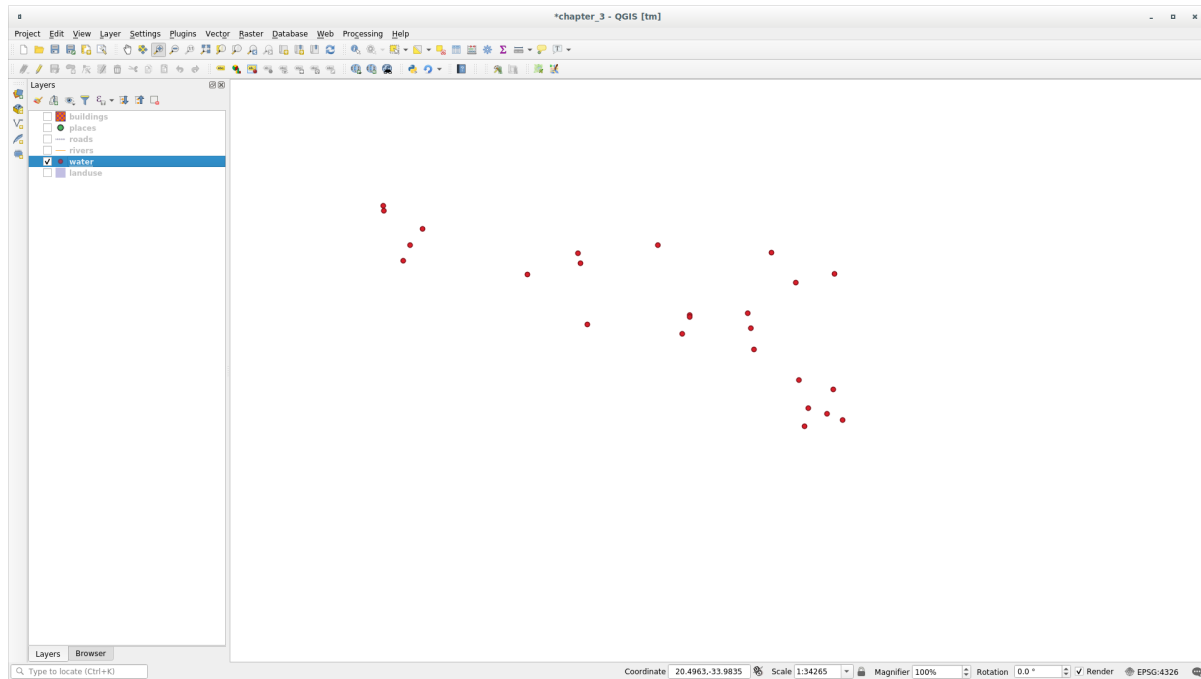 *chapter_3 - QGIS [tm]
Project Edit View Layer Settings Plugins Vector Raster Database Web Processing Help
Layers
buildings
places
roads
rivers
water
landuse
Layers Browser
Type to locate (Ctrl+K) Coordinate 20.4963,-33.9835 Scale 1:34265 Magnifier 100% Rotation 0.0 ° Render EPSG:4326